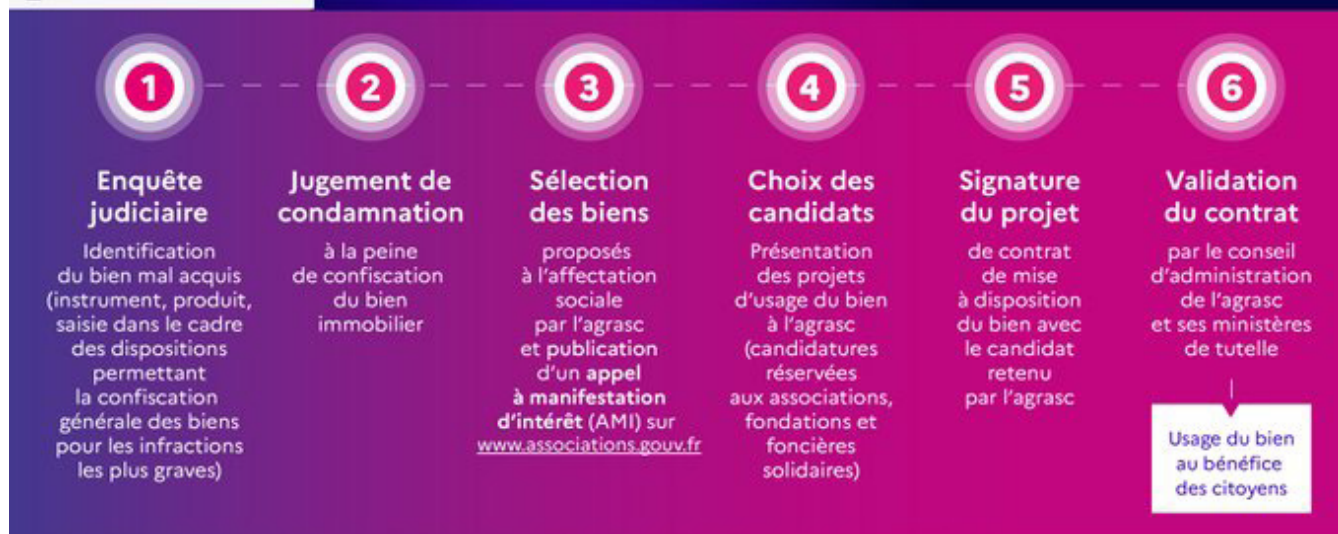 1
Enquête
judiciaire
Identification
du bien mal acquis
(instrument, produit,
saisie dans le cadre
des dispositions
permettant
la confiscation
générale des biens
pour les infractions
les plus graves)
2
Jugement de
condamnation
à la peine
de confiscation
du bien
immobilier
3
Sélection
des biens
proposés
à l'affectation
sociale
par l'agrasc
et publication
d'un appel
à manifestation
d'intérêt (AMI) sur
www.associations.gouv.fr
4
Choix des
candidats
Présentation
des projets
d'usage du bien
à l'agrasc
(candidatures
réservées
aux associations,
fondations et
foncières
solidaires)
5
Signature
du projet
de contrat
de mise
à disposition
du bien avec
le candidat
retenu
par l'agrasc
6
Validation
du contrat
par le conseil
d'administration
de l'agrasc
et ses ministères
de tutelle
Usage du bien
au bénéfice
des citoyens